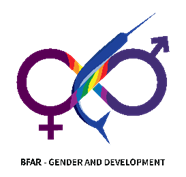 BFAR - GENDER AND DEVELOPMENT